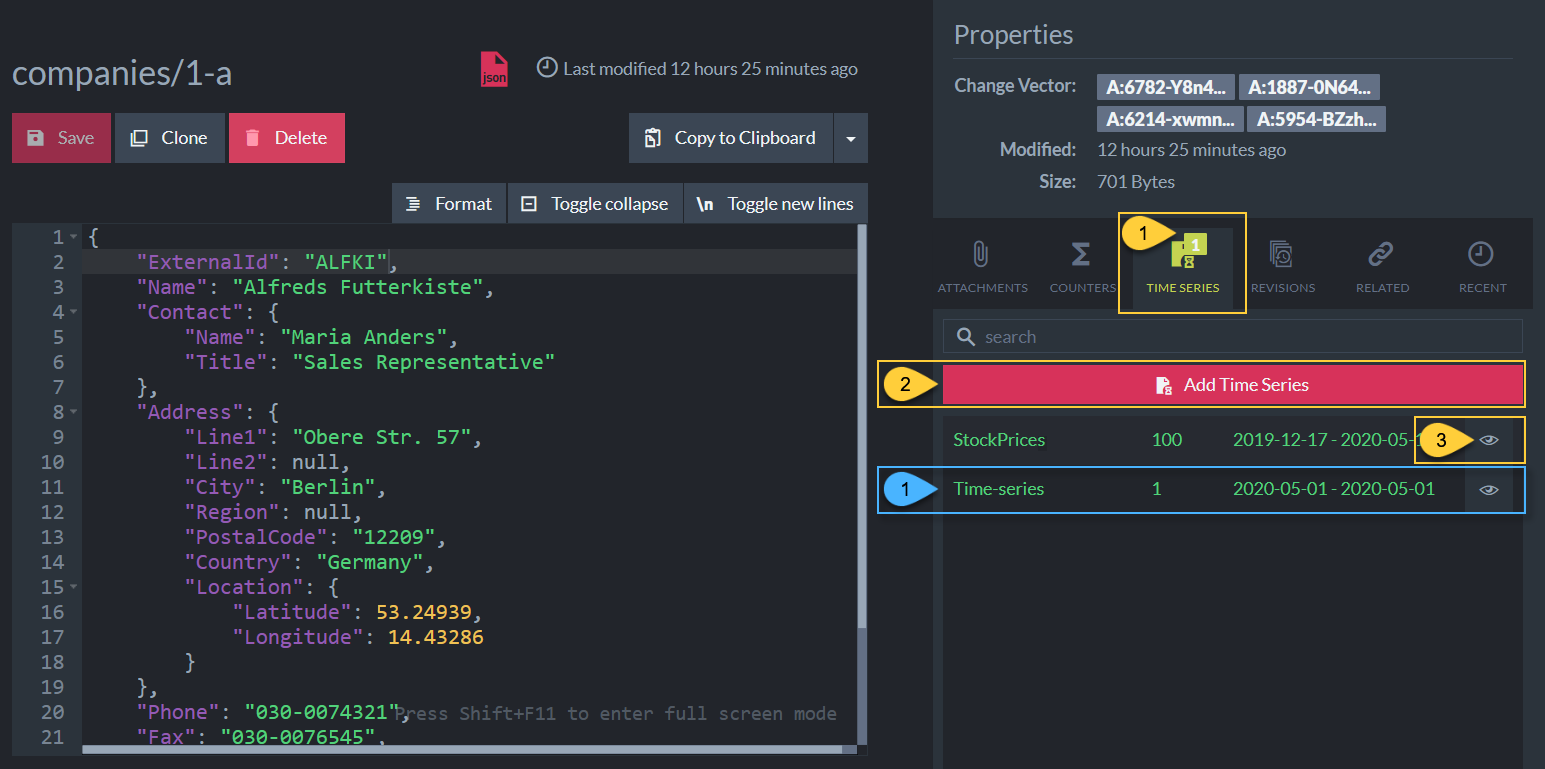 companies/1-a
json
Last modified 12 hours 25 minutes ago
Save
Clone
Delete
Copy to Clipboard
Format
Toggle collapse
\n Toggle new lines
1 {
2 "ExternalId": "ALFKI",
3 "Name": "Alfreds Futterkiste",
4 "Contact": {
5 "Name": "Maria Anders",
6 "Title": "Sales Representative"
7 },
8 "Address": {
9 "Line1": "Obere Str. 57",
10 "Line2": null,
11 "City": "Berlin",
12 "Region": null,
13 "PostalCode": "12209",
14 "Country": "Germany",
15 "Location": {
16 "Latitude": 53.24939,
17 "Longitude": 14.43286
18 }
19 },
20 "Phone": "030-0074321",
Press Shift+F11 to enter full screen mode
21 "Fax": "030-0076545",
Properties
Change Vector: A:6782-Y8n4... A:1887-0N64...
A:6214-xwmn... A:5954-BZzh...
Modified: 12 hours 25 minutes ago
Size: 701 Bytes
1
1
ATTACHMENTS
COUNTERS
TIME SERIES
REVISIONS
RELATED
RECENT
search
2
Add Time Series
StockPrices 100 2019-12-17 - 2020-05-
3
1
Time-series 1 2020-05-01 - 2020-05-01